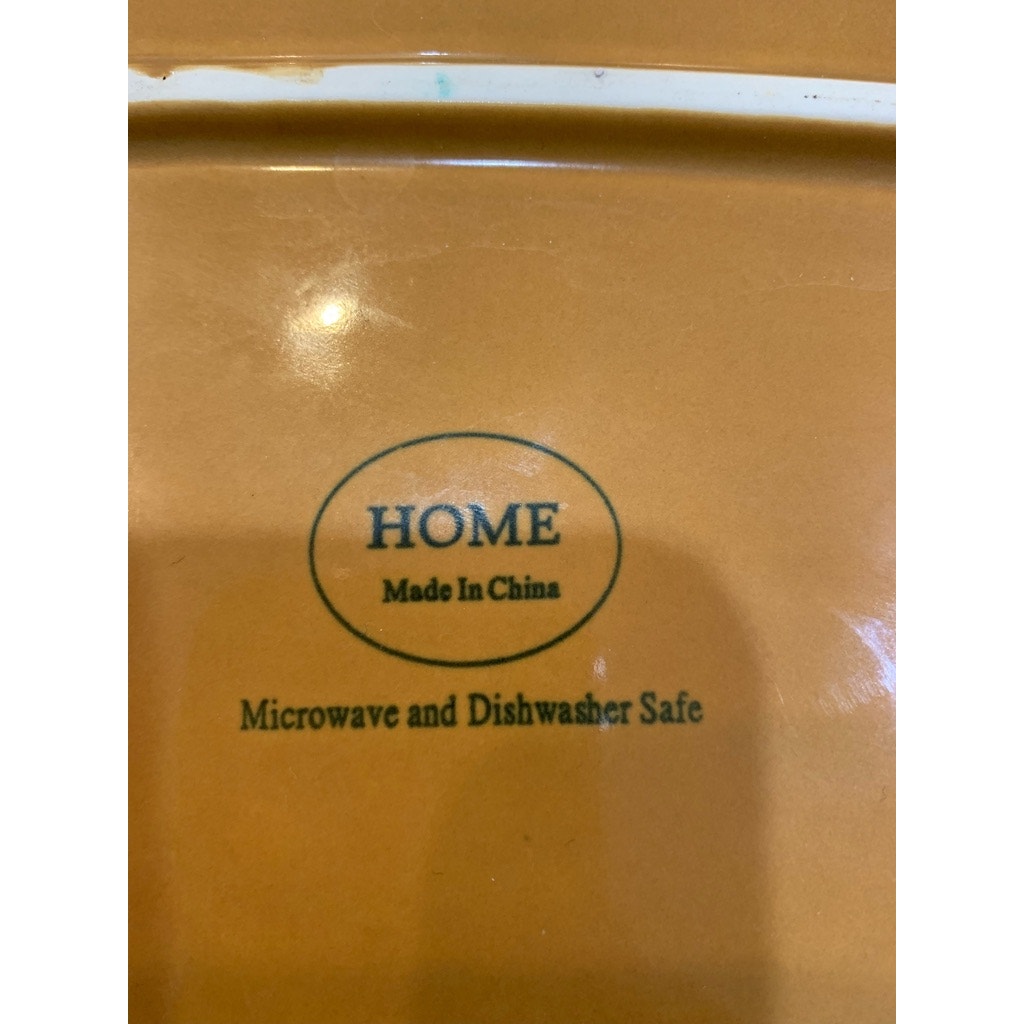 HOME
Made In China
Microwave and Dishwasher Safe